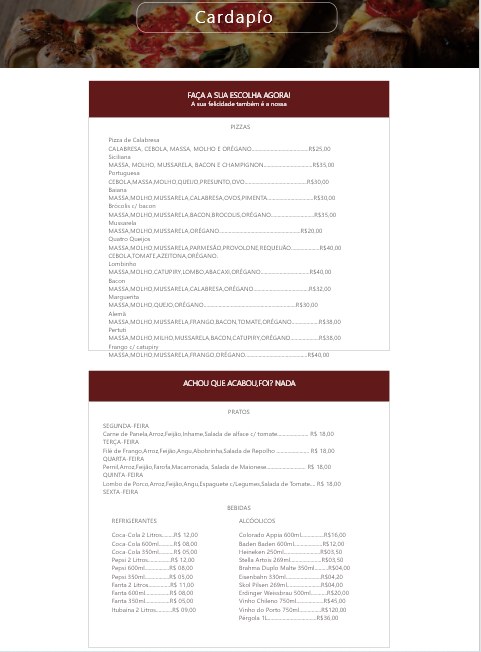 Cardapío
FAÇA A SUA ESCOLHA AGORA!
A sua felicidade também é a nossa
PIZZAS
Pizza de Calabresa
CALABRESA, CEBOLA, MASSA, MOLHO E ORÉGANO..............................R$25,00
Siciliana
MASSA, MOLHO, MUSSARELA, BACON E CHAMPIGNON..........................R$35,00
Portuguesa
CEBOLA,MASSA,MOLHO,QUEIJO,PRESUNTO,OVO...............................................R$30,00
Baiana
MASSA,MOLHO,MUSSARELA,CALABRESA,OVOS,PIMENTA........................R$30,00
Brócolis c/ bacon
MASSA,MOLHO,MUSSARELA,BACON,BROCOLIS,ORÉGANO.......................R$35,00
Mussarela
MASSA,MOLHO,MUSSARELA,ORÉGANO...........................................R$20.00
Quatro Queijos
MASSA,MOLHO,MUSSARELA,PARMESÃO,PROVOLONE,REQUEIJÃO...............R$40,00
CEBOLA,TOMATE,AZEITONA,ORÉGANO.
Lombinho
MASSA,MOLHO,CATUPIRY,LOMBO,ABACAXI,ORÉGANO..........................R$40,00
Bacon
MASSA,MOLHO,MUSSARELA,CALABRESA,ORÉGANO.............................R$32,00
Marguerita
MASSA,MOLHO,QUEJO,ORÉGANO................................................R$30,00
Alemã
MASSA,MOLHO,MUSSARELA,FRANGO,BACON,TOMATE,ORÉGANO..............R$38,00
Pertuti
MASSA,MOLHO,MILHO,MUSSARELA,BACON,CATUPIRY,ORÉGANO...............R$38,00
Frango c/ catupiry
MASSA,MOLHO,MUSSARELA,FRANGO,ORÉGANO.................................R$40,00
ACHOU QUE ACABOU,FOI? NADA
PRATOS
SEGUNDA-FEIRA
Carne de Panela,Arroz,Feijão,Inhame,Salada de alface c/ tomate................ R$ 18,00
TERÇA-FEIRA
Filé de Frango,Arroz,Feijão,Angu,Abobrinha,Salada de Repolho ................. R$ 18,00
QUARTA-FEIRA
Pernil,Arroz,Feijão,Farofa,Macarronada, Salada de Maionese.................... R$ 18,00
QUINTA-FEIRA
Lombo de Porco,Arroz,Feijão,Angu,Espaguete c/Legumes,Salada de Tomate... R$ 18,00
SEXTA-FEIRA
BEBIDAS
REFRIGERANTES
Coca-Cola 2 Litros......R$ 12,00
Coca-Cola 600ml.......R$ 08,00
Coca-Cola 350ml.......R$ 05,00
Pepsi 2 Litros...........R$ 12,00
Pepsi 600ml............R$ 08,00
Pepsi 350ml............R$ 05,00
Fanta 2 Litros...........R$ 11,00
Fanta 600ml............R$ 08,00
Fanta 350ml............R$ 05,00
Itubaína 2 Litros........R$ 09,00
ALCÓOLICOS
Colorado Appia 600ml............R$16,00
Baden Baden 600ml...............R$12,00
Heineken 250ml...............R$03,50
Stella Artois 269ml..............R$03,50
Brahma Duplo Malte 350ml........R$04,00
Eisenbahn 330ml...............R$04,20
Skol Pilsen 269ml...............R$04,00
Erdinger Weissbrau 500ml.......R$20,00
Vinho Chileno 750ml...............R$45,00
Vinho do Porto 750ml............R$120,00
Pérgola 1L........................R$36,00